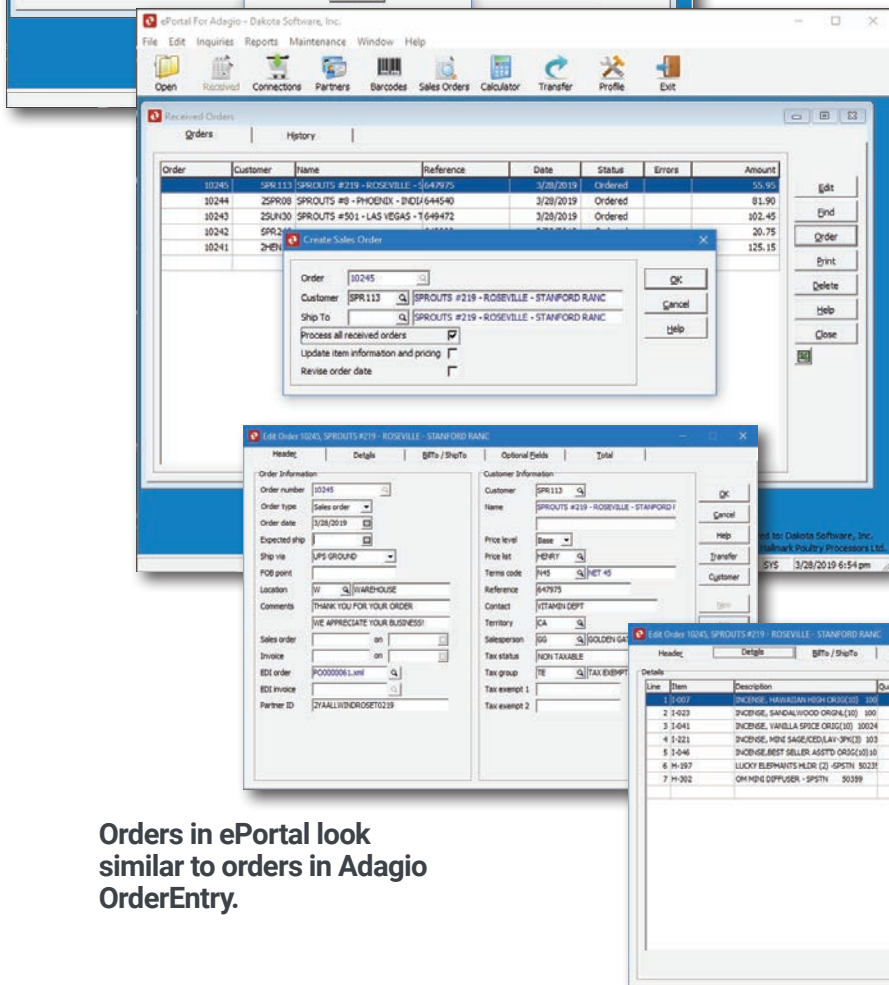 ePortal For Adagio - Dakota Software, Inc.
File Edit Inquiries Reports Maintenance Window Help
Open Received Connections Partners Barcodes Sales Orders Calculator Transfer Profile Exit
Received Orders
Orders History
Order Customer Name Reference Date Status Errors Amount
10245 SPR113 SPROUTS #219 - ROSEVILLE - S 647975 3/28/2019 Ordered 55.95
10244 2SPR08 SPROUTS #8 - PHOENIX - INDIA 644540 3/28/2019 Ordered 81.90
10243 2SUN30 SPROUTS #501 - LAS VEGAS - T 649472 3/28/2019 Ordered 102.45
10242 SPR2 20.75
10241 2HEN 125.15
Edit
Find
Order
Print
Delete
Help
Close
Create Sales Order
Order 10245
Customer SPR113 SPROUTS #219 - ROSEVILLE - STANFORD RANC
Ship To SPROUTS #219 - ROSEVILLE - STANFORD RANC
Process all received orders
Update item information and pricing
Revise order date
OK
Cancel
Help
Edit Order 10245, SPROUTS #219 - ROSEVILLE - STANFORD RANC
Header Details BillTo / ShipTo Optional Fields Total
Order Information
Order number 10245
Order type Sales order
Order date 3/28/2019
Expected ship
Ship via UPS GROUND
FOB point
Location W WAREHOUSE
Comments THANK YOU FOR YOUR ORDER
WE APPRECIATE YOUR BUSINESS!
Sales order on
Invoice on
EDI order PO0000061.xml
EDI invoice
Partner ID 2YAALLWINDROSET0219
Customer Information
Customer SPR113
Name SPROUTS #219 - ROSEVILLE - STANFORD F
Price level Base
Price list HENRY
Terms code N45 NET 45
Reference 647975
Contact VITAMIN DEPT
Territory CA
Salesperson GG GOLDEN GAT
Tax status NON TAXABLE
Tax group TE TAX EXEMPT
Tax exempt 1
Tax exempt 2
OK
Cancel
Help
Transfer
Customer
ed to: Dakota Software, Inc.
Hallmark Poultry Processors Ltd.
SYS 3/28/2019 6:54 pm
Edit Order 10245, SPROUTS #219 - ROSEVILLE - STANFORD RANC
Header Details BillTo / ShipTo
Details
Line Item Description Qu
1 I-007 INCENSE, HAWAIIAN HIGH ORIG(10) 100
2 I-023 INCENSE, SANDALWOOD ORGNL(10) 100
3 I-041 INCENSE, VANILLA SPICE ORIG(10) 10024
4 I-221 INCENSE, MINI SAGE/CED/LAV-3PK(3) 103
5 I-046 INCENSE,BEST SELLER ASST'D ORIG(10)10
6 H-197 LUCKY ELEPHANTS HLDR (2) -SPSTN 5023
7 H-302 OM MINI DIFFUSER - SPSTN 50359
Orders in ePortal look
similar to orders in Adagio
OrderEntry.